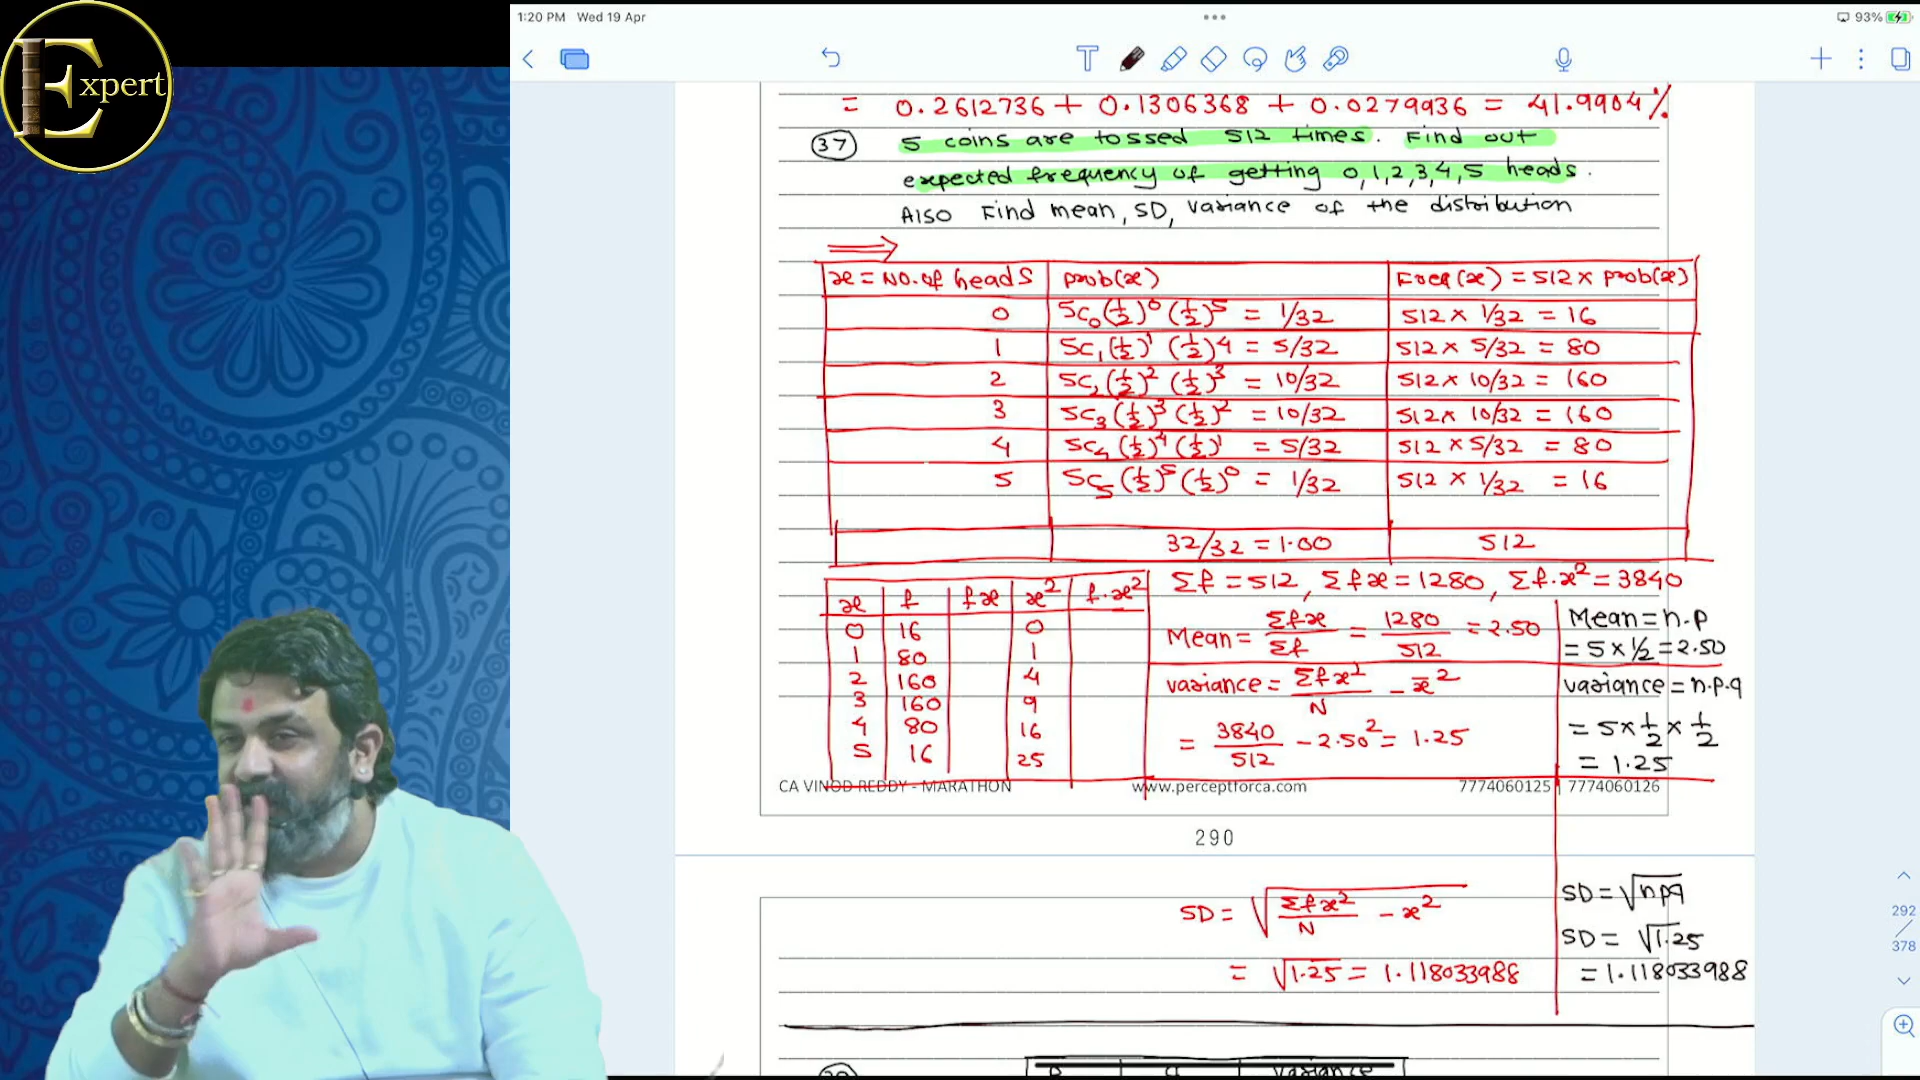 Expert
1:20 PM Wed 19 Apr
93%
= 0.2612736 + 0.1306368 + 0.0279936 = 41.9904%
37 5 coins are tossed 512 times. Find out
expected frequency of getting 0,1,2,3,4,5 heads.
Also Find mean, SD, variance of the distribution
x = NO. of heads prob(x) Freq(x) = 512 × prob(x)
0 5C₀(1/2)⁰(1/2)⁵ = 1/32 512 × 1/32 = 16
1 5C₁(1/2)¹(1/2)4 = 5/32 512 × 5/32 = 80
2 5C₂(1/2)²(1/2)³ = 10/32 512 × 10/32 = 160
3 5C₃(1/2)³(1/2)² = 10/32 512 × 10/32 = 160
4 5C₄(1/2)⁴(1/2)¹ = 5/32 512 × 5/32 = 80
5 5C₅(1/2)⁵(1/2)⁰ = 1/32 512 × 1/32 = 16
32/32 = 1.00 512
Σf = 512, Σfx = 1280, Σf.x² = 3840
x f fx x² f.x²
0 16 0
1 80 1
2 160 4
3 160 9
4 80 16
5 16 25
Mean = Σfx/Σf = 1280/512 = 2.50
variance = Σfx²/N - x̄²
= 3840/512 - 2.50² = 1.25
Mean = n.p
= 5 × 1/2 = 2.50
variance = n.p.q
= 5 × 1/2 × 1/2
= 1.25
CA VINOD REDDY - MARATHON www.perceptforca.com 7774060125 | 7774060126
290
SD = √(Σfx²/N - x²)
= √1.25 = 1.118033988
SD = √npq
SD = √1.25
= 1.118033988
292
378
variance